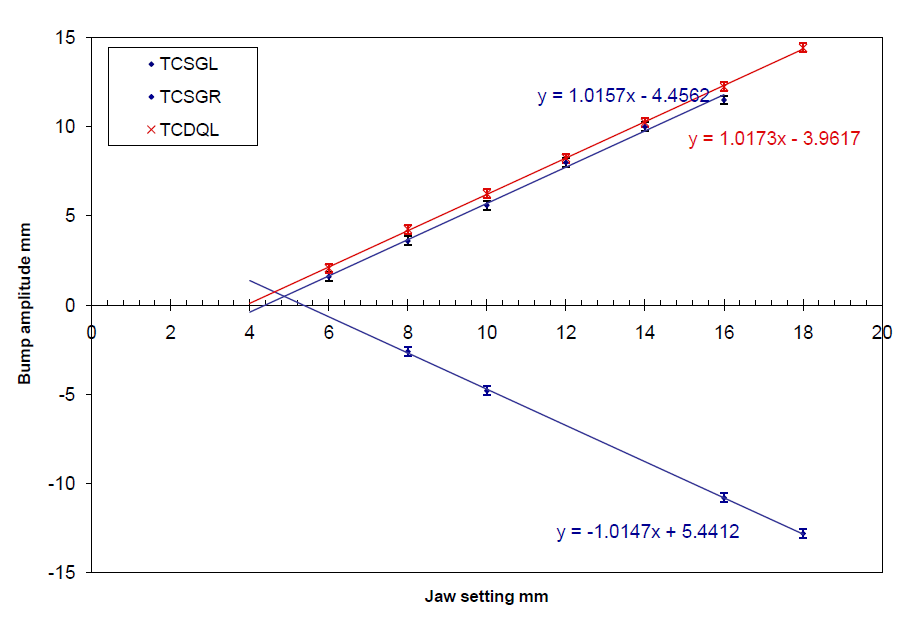 15
TCSGL
TCSGR
TCDQL
y = 1.0157x - 4.4562
10
y = 1.0173x - 3.9617
5
0
0 2 4 6 8 10 12 14 16 18 20
Bump amplitude mm
-5
-10
y = -1.0147x + 5.4412
-15
Jaw setting mm